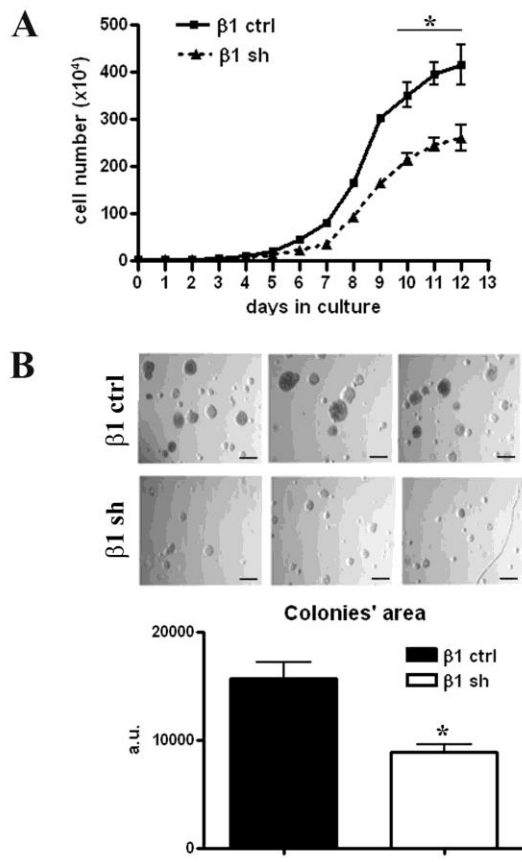 A
β1 ctrl
β1 sh
*
cell number (x10⁴)
500
400
300
200
100
0
0 1 2 3 4 5 6 7 8 9 10 11 12 13
days in culture
B
β1 ctrl
β1 sh
Colonies' area
a.u.
20000
10000
0
β1 ctrl
β1 sh
*